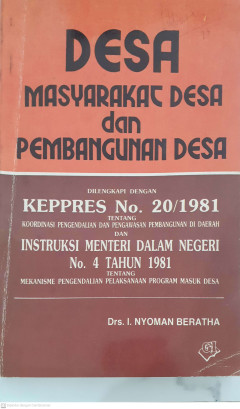 DESA
MASYARAKAT DESA
dan
PEMBANGUNAN DESA
DILENGKAPI DENGAN
KEPPRES No. 20/1981
TENTANG
KOORDINASI PENGENDALIAN DAN PENGAWASAN PEMBANGUNAN DI DAERAH
DAN
INSTRUKSI MENTERI DALAM NEGERI
No. 4 TAHUN 1981
TENTANG
MEKANISME PENGENDALIAN PELAKSANAAN PROGRAM MASUK DESA
Drs. I. NYOMAN BERATHA